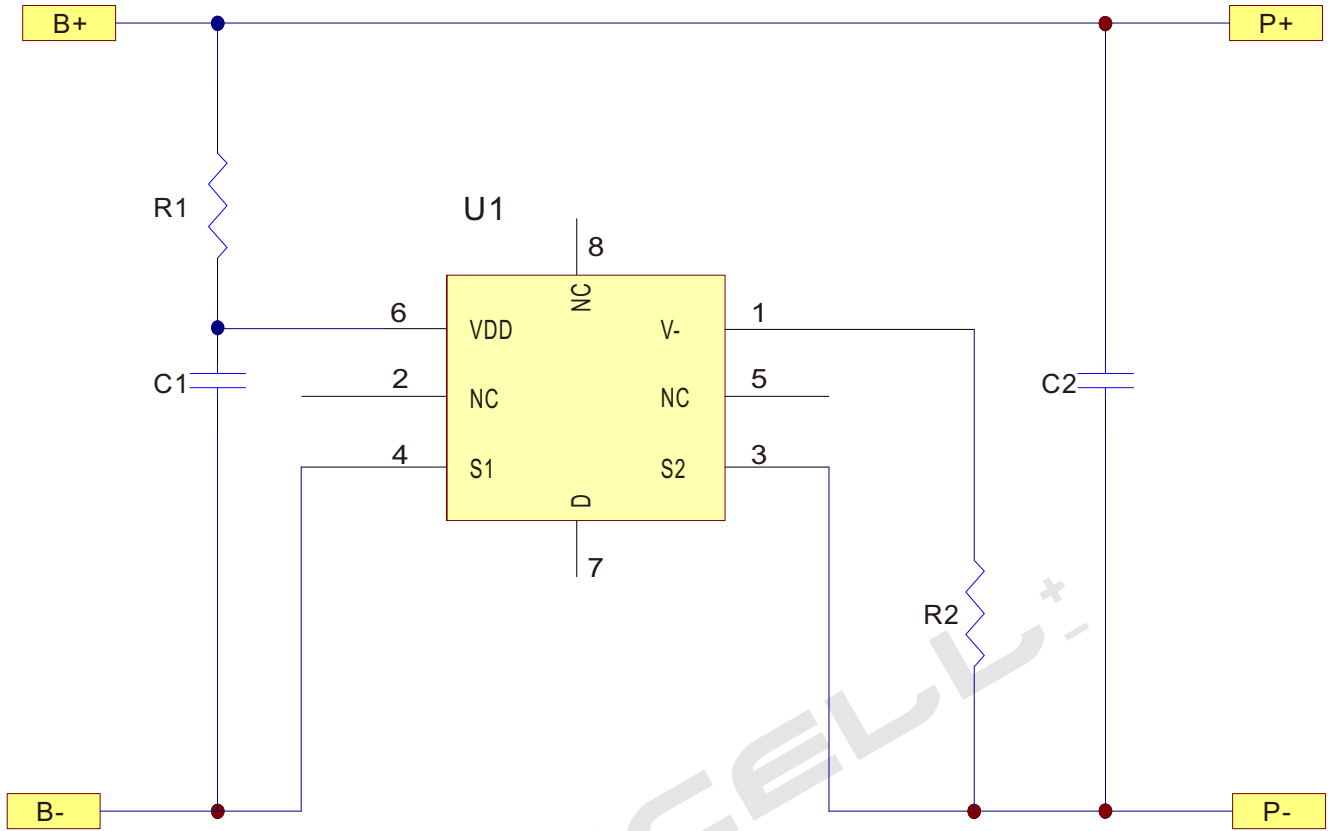 B+
P+
R1
U1
8
NC
6
VDD
V-
1
C1
2
NC
NC
5
C2
4
S1
S2
3
D
7
R2
CELL+-
B-
P-